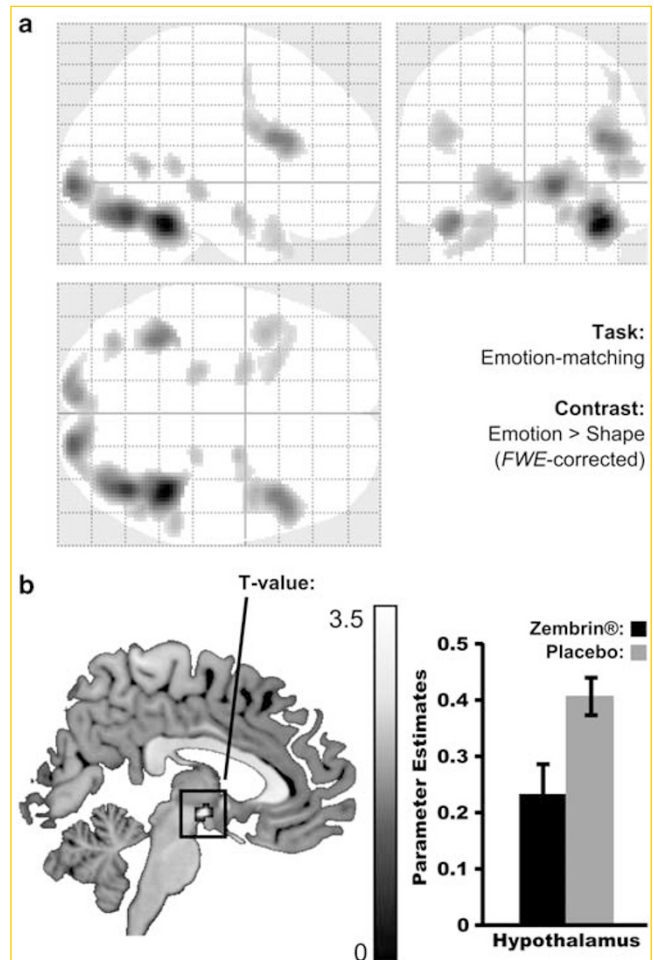 a
Task:
Emotion-matching
Contrast:
Emotion > Shape
(FWE-corrected)
b
T-value:
3.5
0
Zembrin®:
Placebo:
Parameter Estimates
0.5
0.4
0.3
0.2
0.1
0
Hypothalamus